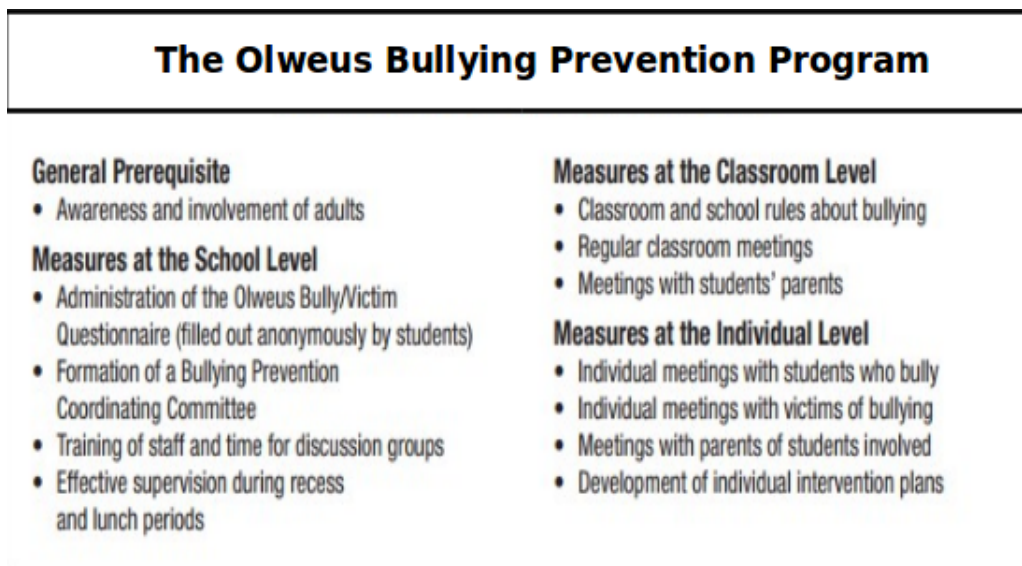 The Olweus Bullying Prevention Program
General Prerequisite
• Awareness and involvement of adults
Measures at the School Level
• Administration of the Olweus Bully/Victim
Questionnaire (filled out anonymously by students)
• Formation of a Bullying Prevention
Coordinating Committee
• Training of staff and time for discussion groups
• Effective supervision during recess
and lunch periods
Measures at the Classroom Level
• Classroom and school rules about bullying
• Regular classroom meetings
• Meetings with students’ parents
Measures at the Individual Level
• Individual meetings with students who bully
• Individual meetings with victims of bullying
• Meetings with parents of students involved
• Development of individual intervention plans